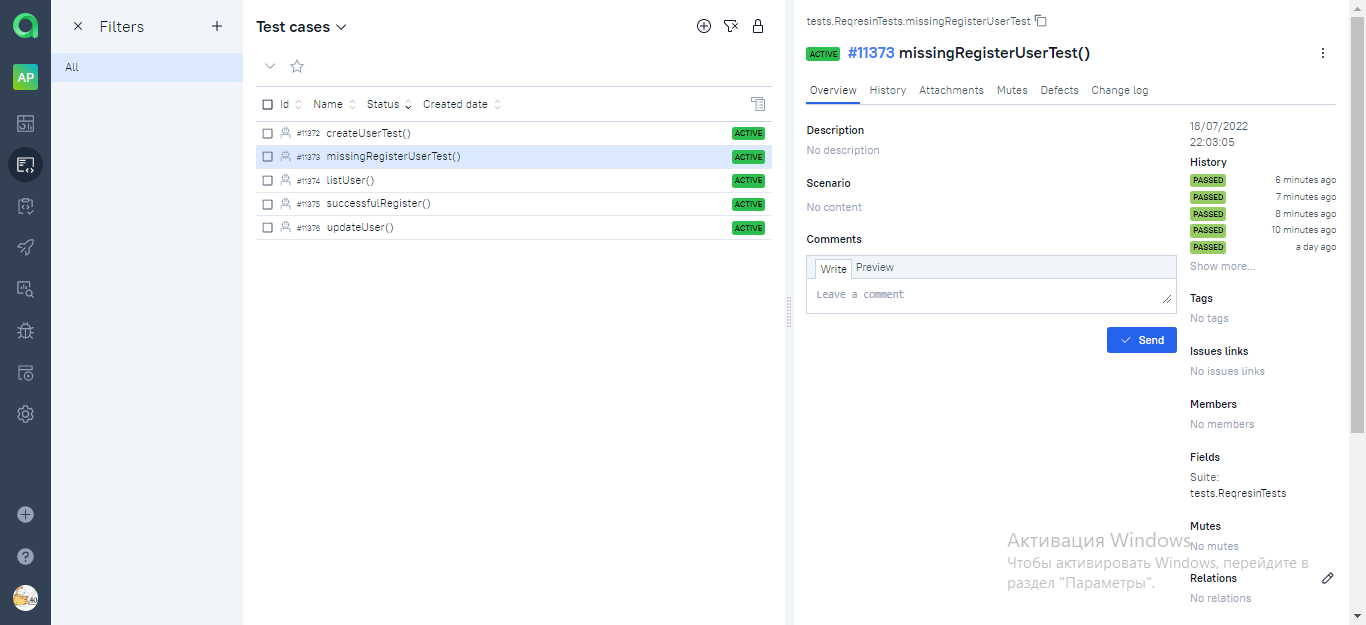 Filters
AP
All
Test cases
Id Name Status Created date
#11372 createUserTest() ACTIVE
#11373 missingRegisterUserTest() ACTIVE
#11374 listUser() ACTIVE
#11375 successfulRegister() ACTIVE
#11376 updateUser() ACTIVE
tests.ReqresinTests.missingRegisterUserTest
ACTIVE #11373 missingRegisterUserTest()
Overview History Attachments Mutes Defects Change log
Description
No description
Scenario
No content
Comments
Write Preview
Leave a comment
Send
18/07/2022
22:03:05
History
PASSED 6 minutes ago
PASSED 7 minutes ago
PASSED 8 minutes ago
PASSED 10 minutes ago
PASSED a day ago
Show more...
Tags
No tags
Issues links
No issues links
Members
No members
Fields
Suite:
tests.ReqresinTests
Mutes
No mutes
Relations
No relations
Активация Windows
Чтобы активировать Windows, перейдите в
раздел "Параметры".